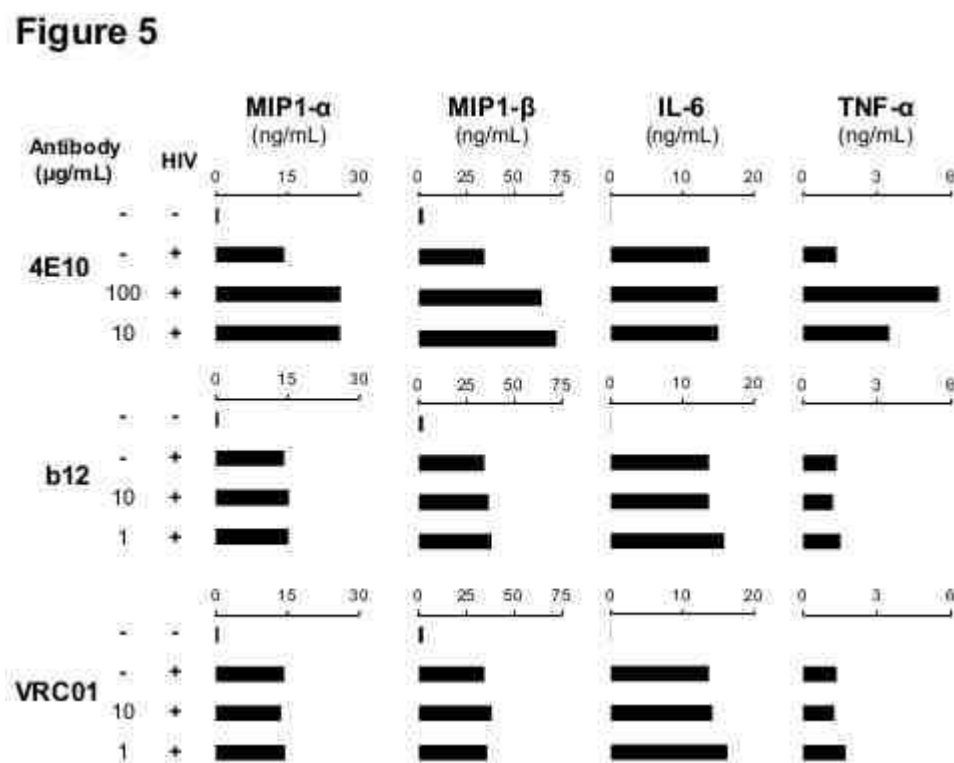 Figure 5
MIP1-α MIP1-β IL-6 TNF-α
(ng/mL) (ng/mL) (ng/mL) (ng/mL)
Antibody HIV
(µg/mL)
0 15 30 0 25 50 75 0 10 20 0 3 6
- -
4E10
- +
100 +
10 +
0 15 30 0 25 50 75 0 10 20 0 3 6
- -
b12
- +
10 +
1 +
0 15 30 0 25 50 75 0 10 20 0 3 6
- -
VRC01
- +
10 +
1 +